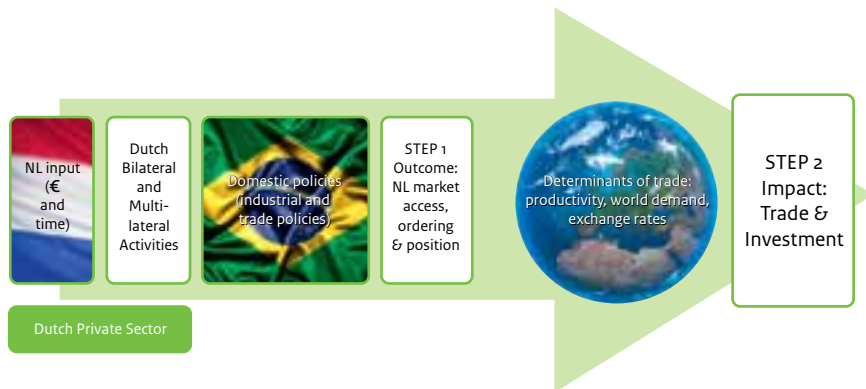 NL input
(€
and
time)
Dutch
Bilateral
and
Multi-
lateral
Activities
Domestic policies
(industrial and
trade policies)
STEP 1
Outcome:
NL market
access,
ordering
& position
Determinants of trade:
productivity, world demand,
exchange rates
STEP 2
Impact:
Trade &
Investment
Dutch Private Sector